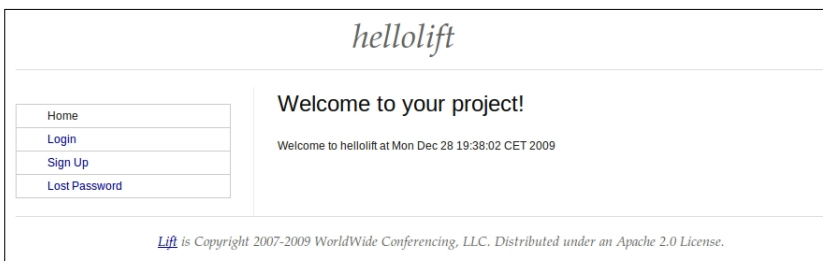 hellolift
Home
Login
Sign Up
Lost Password
Welcome to your project!
Welcome to hellolift at Mon Dec 28 19:38:02 CET 2009
Lift is Copyright 2007-2009 WorldWide Conferencing, LLC. Distributed under an Apache 2.0 License.